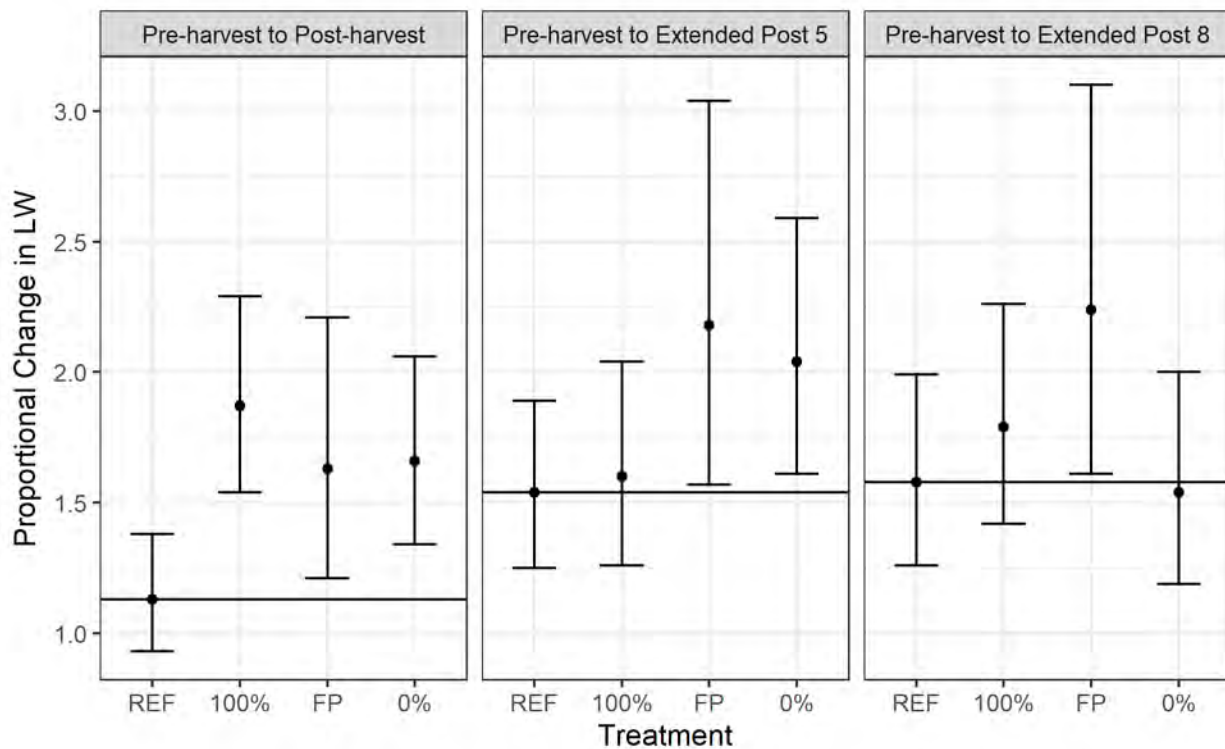 Pre-harvest to Post-harvest
Pre-harvest to Extended Post 5
Pre-harvest to Extended Post 8
Proportional Change in LW
3.0
2.5
2.0
1.5
1.0
REF 100% FP 0%
REF 100% FP 0%
REF 100% FP 0%
Treatment